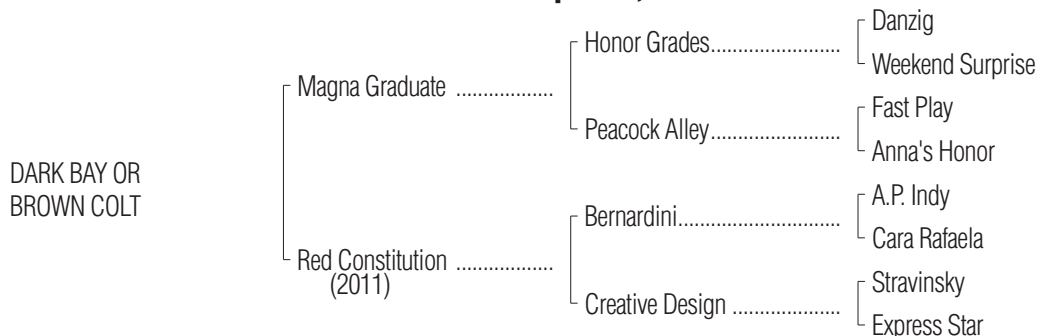 Danzig
Honor Grades.........................
Weekend Surprise
Magna Graduate ..................
Fast Play
Peacock Alley.........................
Anna's Honor
DARK BAY OR
BROWN COLT
A.P. Indy
Bernardini................................
Cara Rafaela
Red Constitution ..................
(2011)
Stravinsky
Creative Design .....................
Express Star